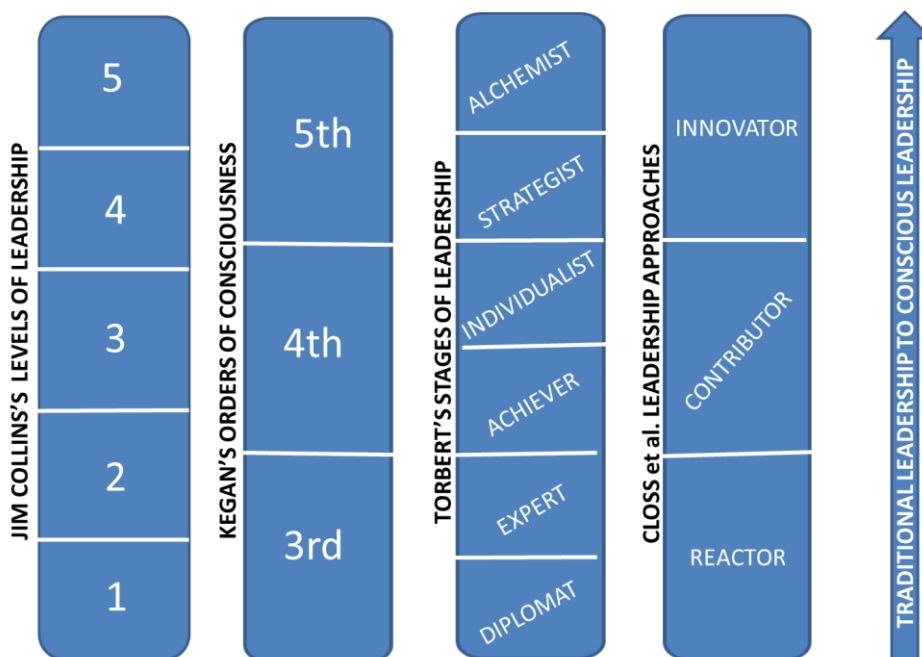 JIM COLLINS'S LEVELS OF LEADERSHIP
5
4
3
2
1
KEGAN'S ORDERS OF CONSCIOUSNESS
5th
4th
3rd
TORBERT'S STAGES OF LEADERSHIP
ALCHEMIST
STRATEGIST
INDIVIDUALIST
ACHIEVER
EXPERT
DIPLOMAT
CLOSS et al. LEADERSHIP APPROACHES
INNOVATOR
CONTRIBUTOR
REACTOR
TRADITIONAL LEADERSHIP TO CONSCIOUS LEADERSHIP